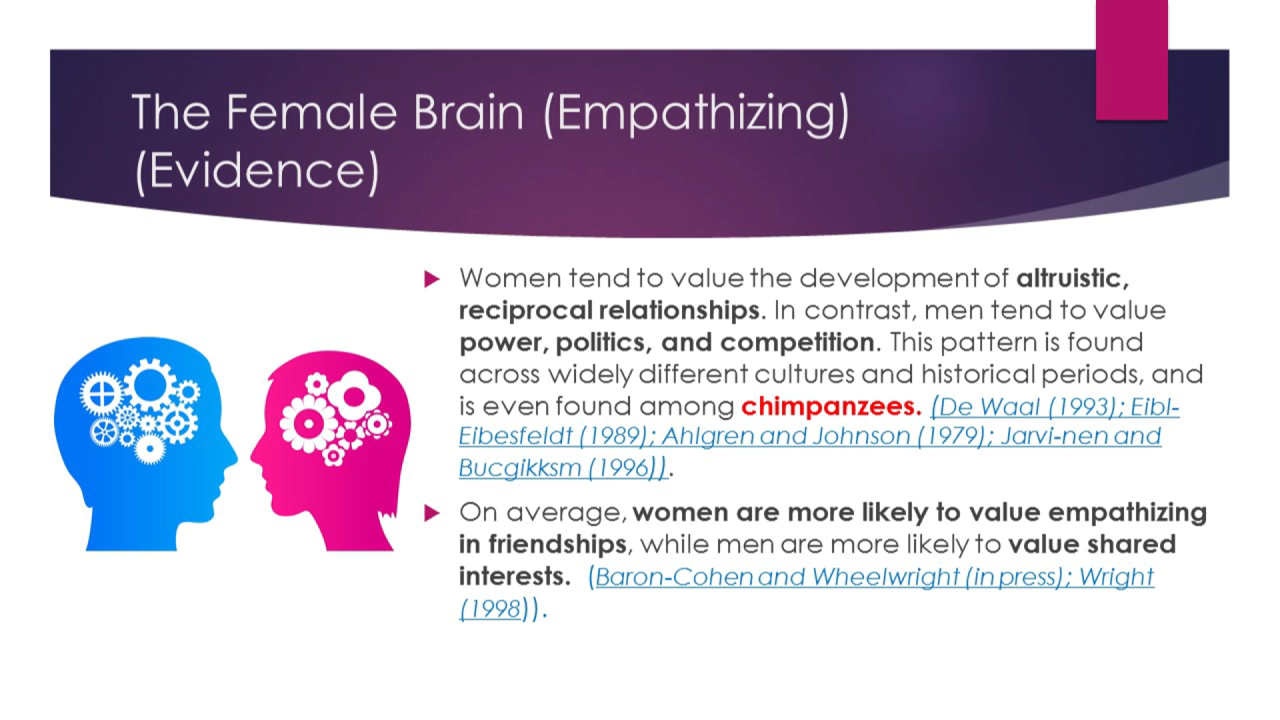 The Female Brain (Empathizing)
(Evidence)
Women tend to value the development of altruistic,
reciprocal relationships. In contrast, men tend to value
power, politics, and competition. This pattern is found
across widely different cultures and historical periods, and
is even found among chimpanzees. (De Waal (1993); Eibl-
Eibesfeldt (1989); Ahlgren and Johnson (1979); Jarvi-nen and
Bucgikksm (1996)).
On average, women are more likely to value empathizing
in friendships, while men are more likely to value shared
interests. (Baron-Cohen and Wheelwright (in press); Wright
(1998)).